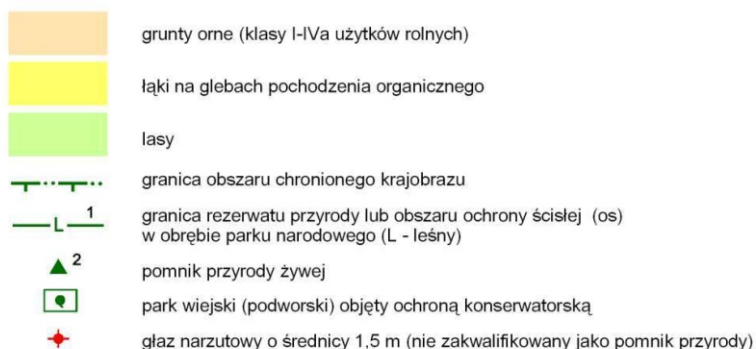 grunty orne (klasy I-IVa użytków rolnych)
łąki na glebach pochodzenia organicznego
lasy
granica obszaru chronionego krajobrazu
L 1
granica rezerwatu przyrody lub obszaru ochrony ścisłej (os)
w obrębie parku narodowego (L - leśny)
2
pomnik przyrody żywej
park wiejski (podworski) objęty ochroną konserwatorską
głaz narzutowy o średnicy 1,5 m (nie zakwalifikowany jako pomnik przyrody)